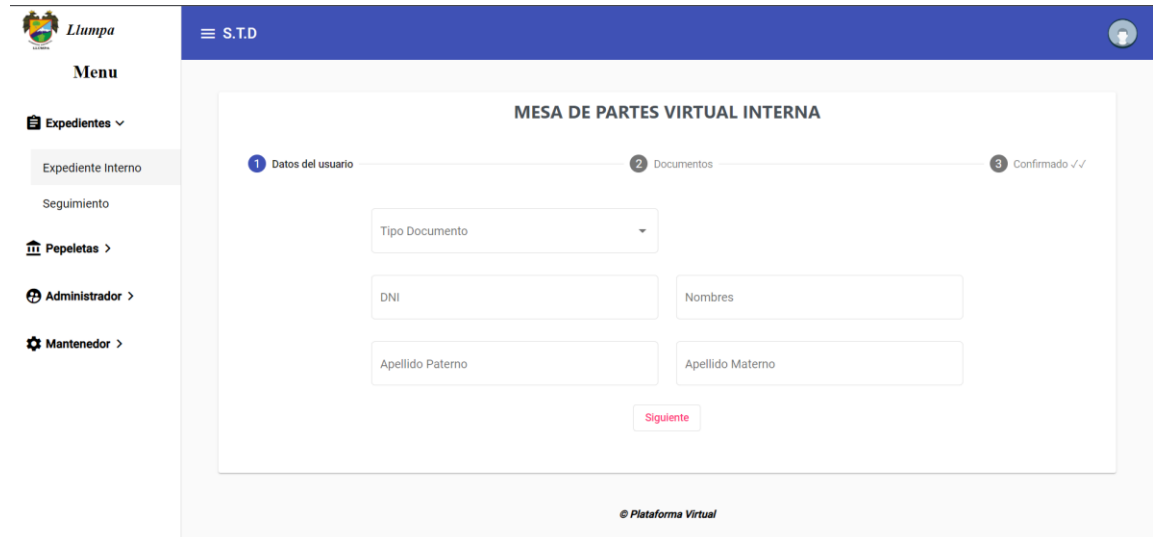 Llumpa
S.T.D
Menu
Expedientes
Expediente Interno
Seguimiento
Pepeletas
Administrador
Mantenedor
MESA DE PARTES VIRTUAL INTERNA
1 Datos del usuario
2 Documentos
3 Confirmado ✓✓
Tipo Documento
DNI
Nombres
Apellido Paterno
Apellido Materno
Siguiente
© Plataforma Virtual